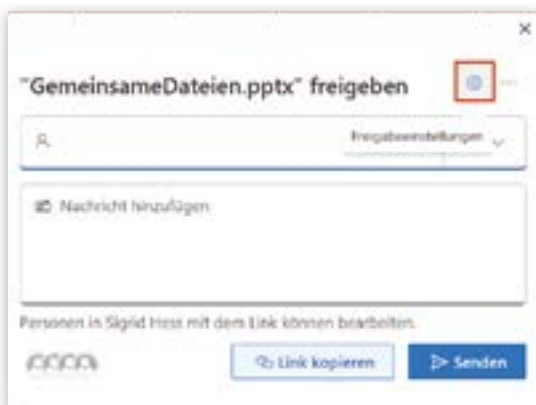 "GemeinsameDateien.pptx" freigeben
Freigabeeinstellungen
Nachricht hinzufügen
Personen in Sigrid Hess mit dem Link können bearbeiten.
Link kopieren
Senden